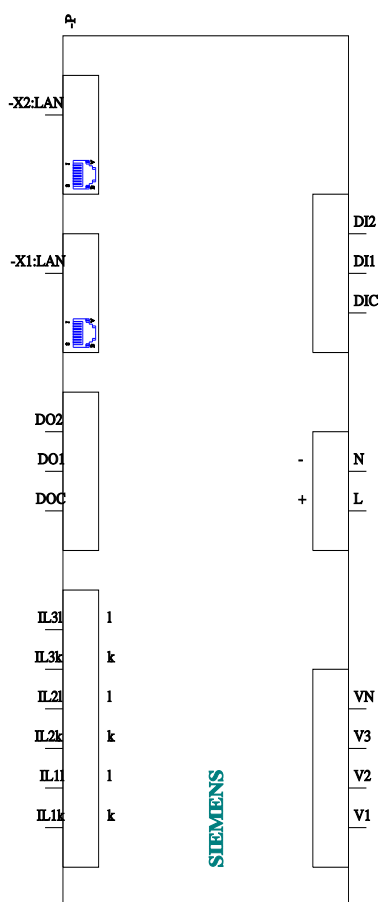 -P
-X2:LAN
-X1:LAN
DI2
DI1
DIC
DO2
DO1
DOC
- N
+ L
IL3l l
IL3k k
IL2l l
IL2k k
IL1l l
IL1k k
VN
V3
V2
V1
SIEMENS